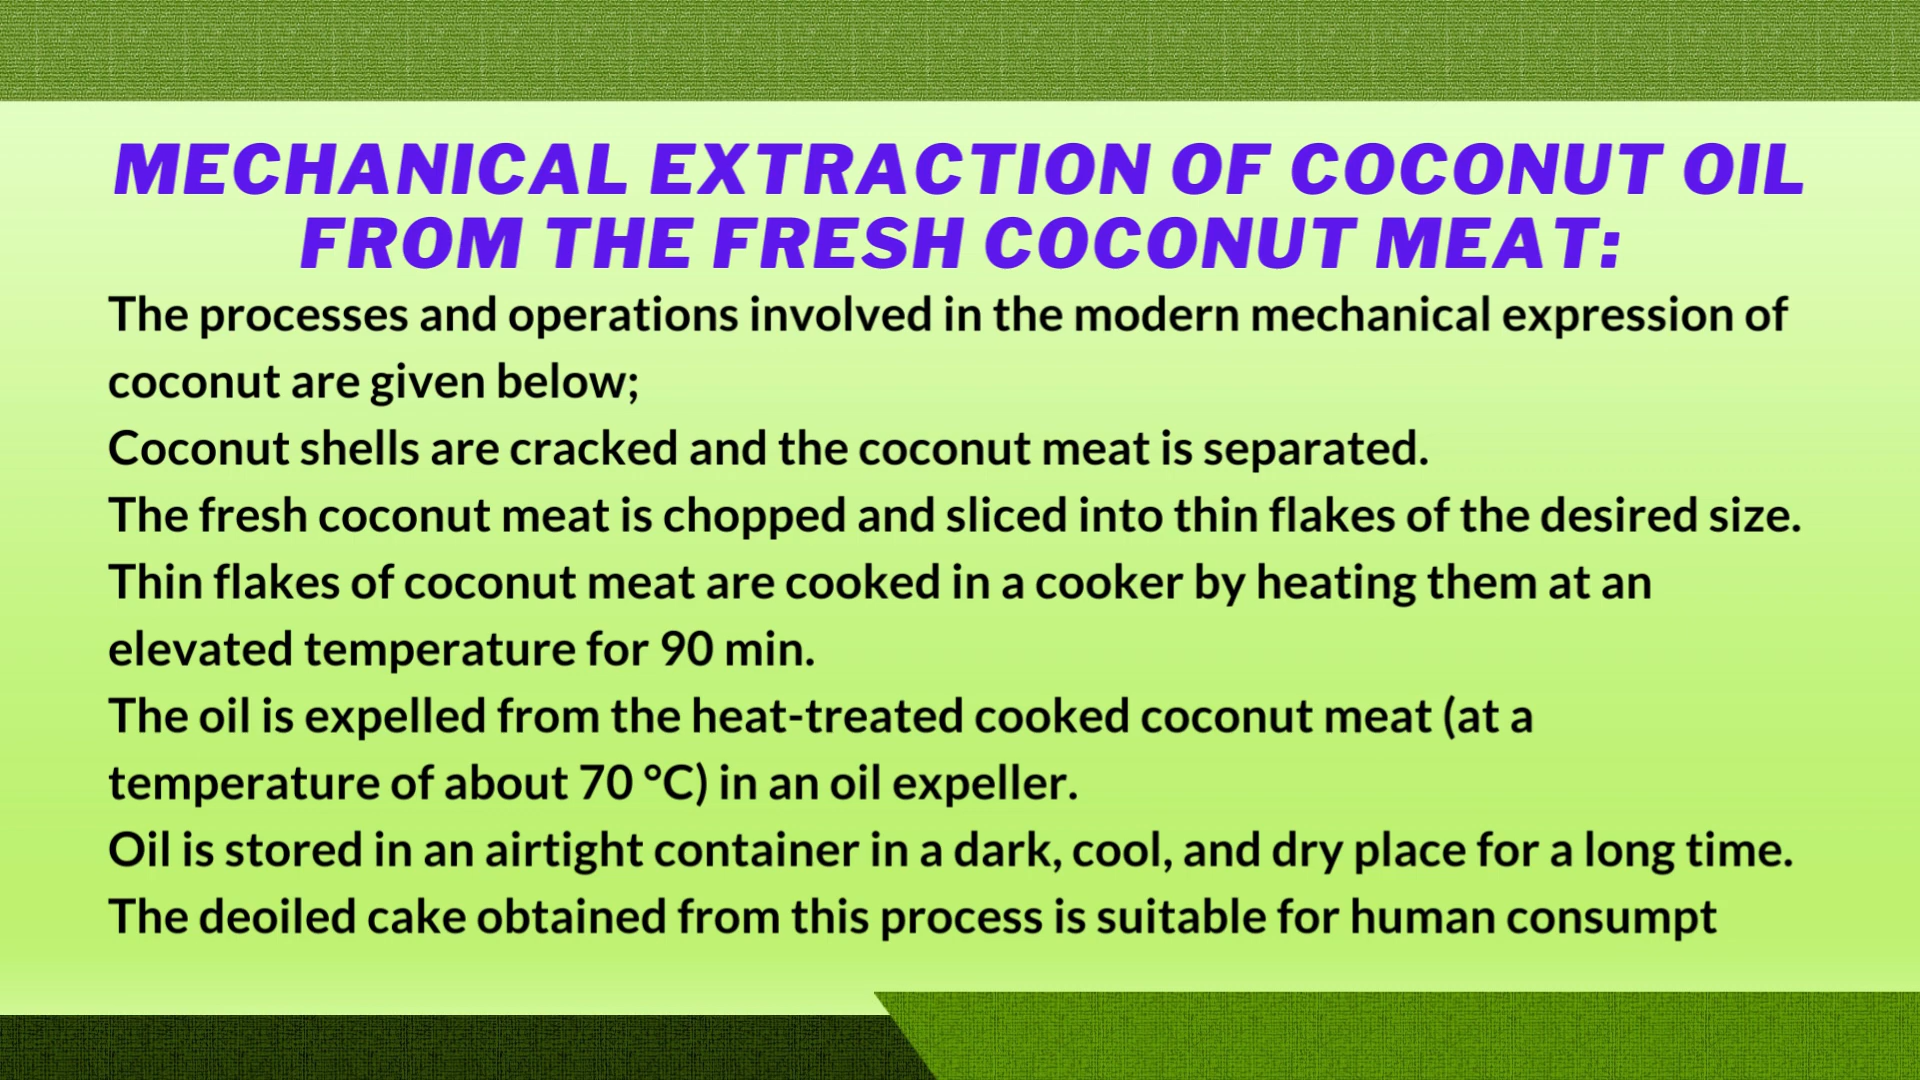 MECHANICAL EXTRACTION OF COCONUT OIL
FROM THE FRESH COCONUT MEAT:
The processes and operations involved in the modern mechanical expression of
coconut are given below;
Coconut shells are cracked and the coconut meat is separated.
The fresh coconut meat is chopped and sliced into thin flakes of the desired size.
Thin flakes of coconut meat are cooked in a cooker by heating them at an
elevated temperature for 90 min.
The oil is expelled from the heat-treated cooked coconut meat (at a
temperature of about 70 °C) in an oil expeller.
Oil is stored in an airtight container in a dark, cool, and dry place for a long time.
The deoiled cake obtained from this process is suitable for human consumpt